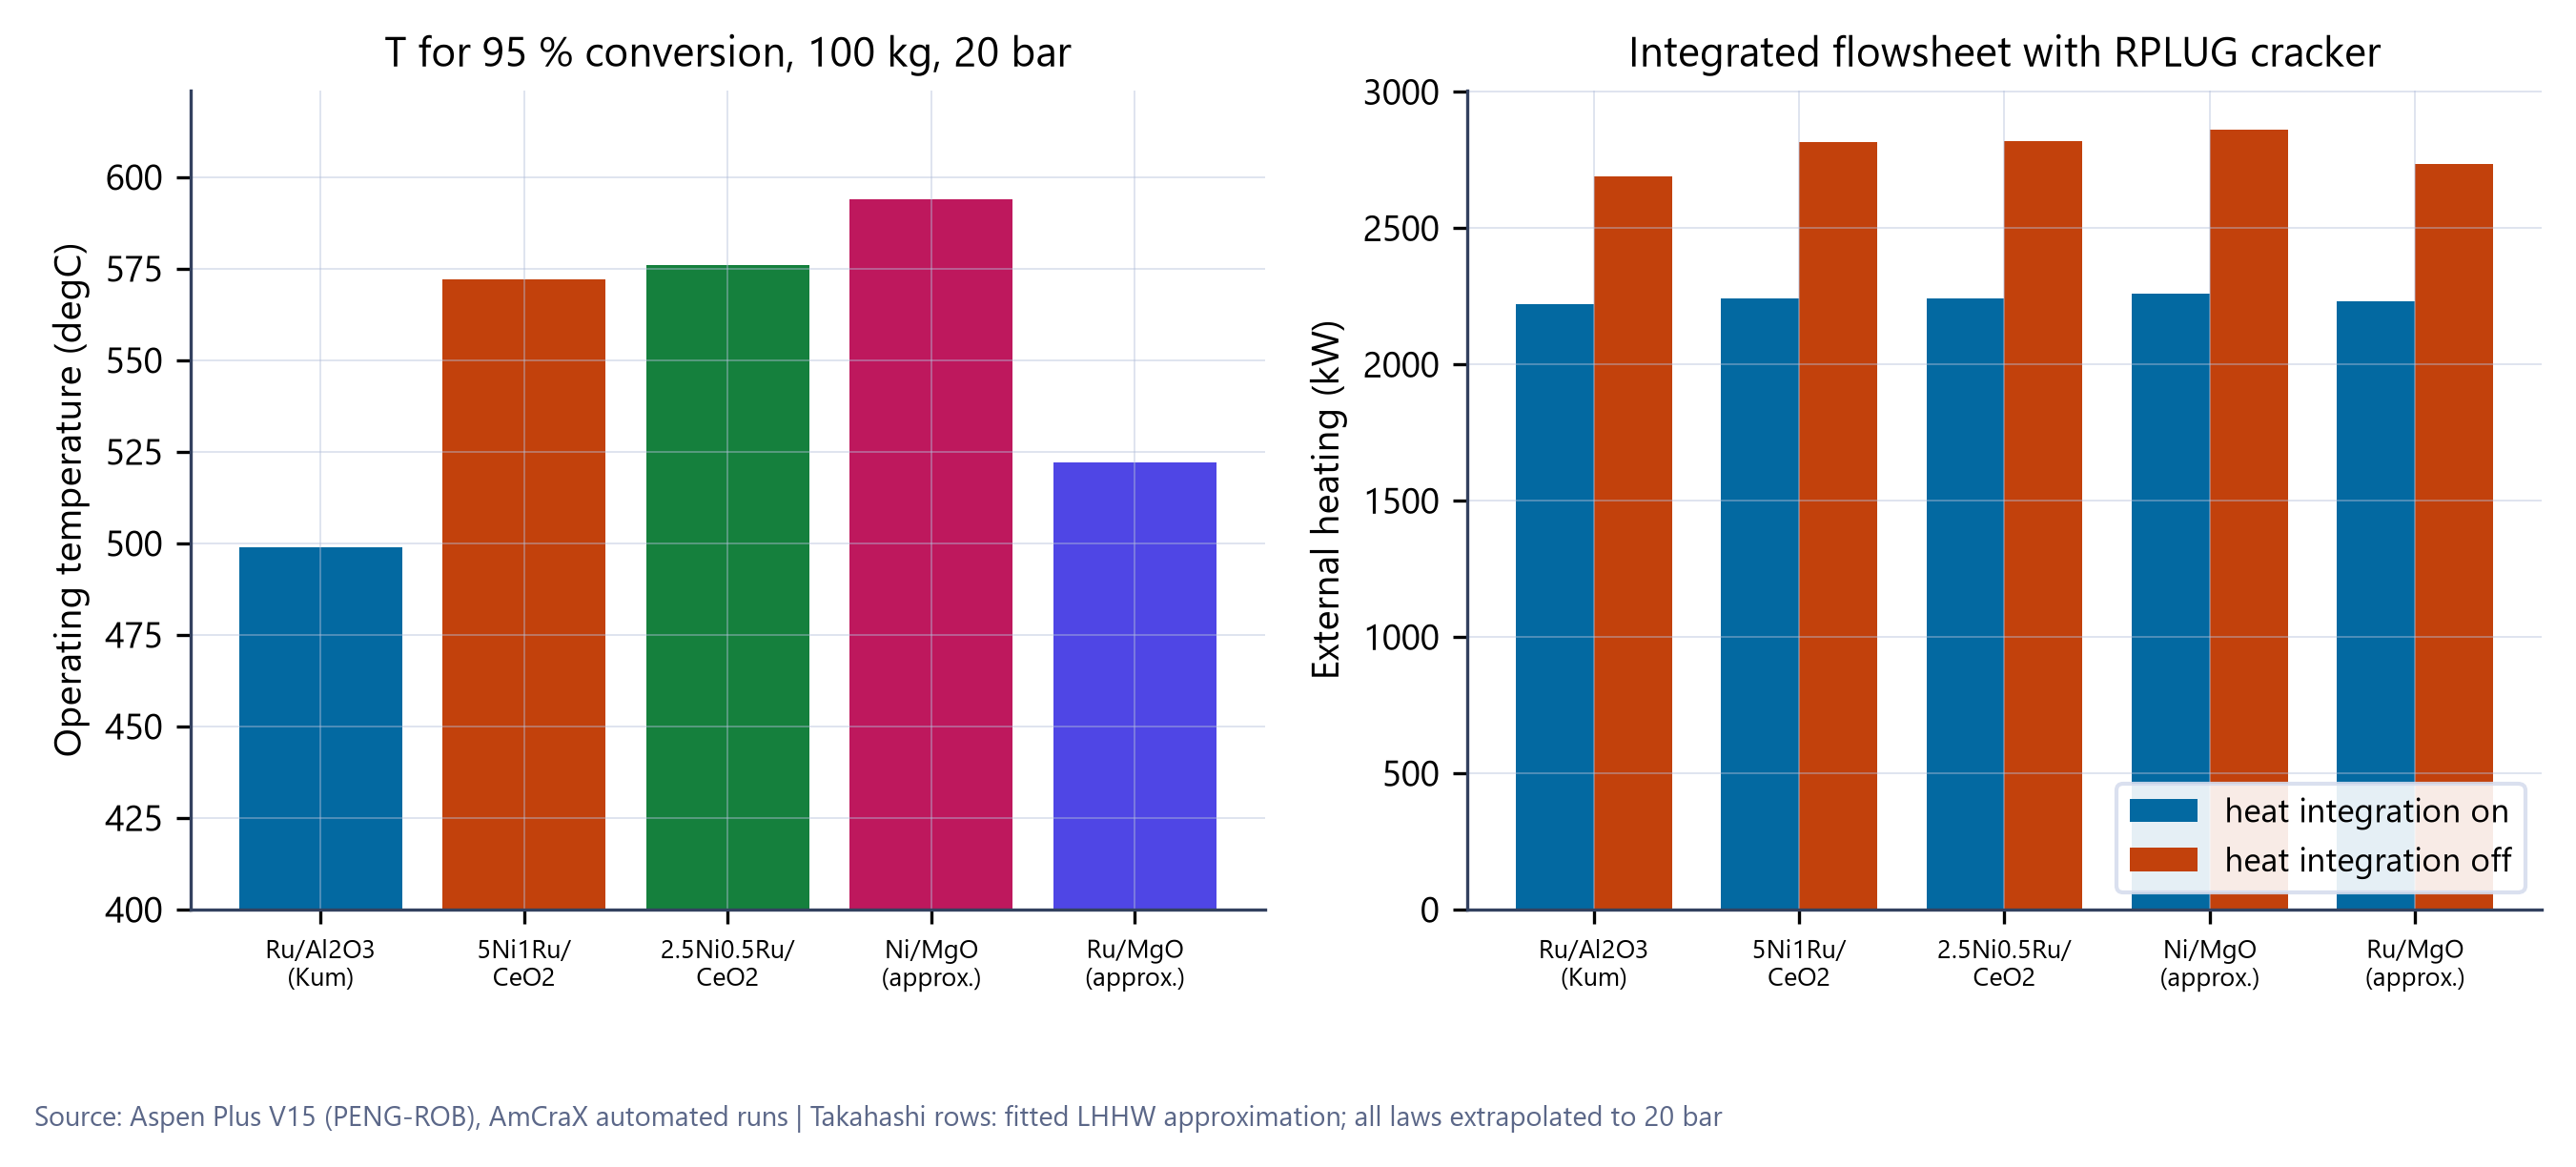 T for 95 % conversion, 100 kg, 20 bar
Operating temperature (degC)
600
575
550
525
500
475
450
425
400
Ru/Al2O3
(Kum)
5Ni1Ru/
CeO2
2.5Ni0.5Ru/
CeO2
Ni/MgO
(approx.)
Ru/MgO
(approx.)
Integrated flowsheet with RPLUG cracker
External heating (kW)
3000
2500
2000
1500
1000
500
0
heat integration on
heat integration off
Ru/Al2O3
(Kum)
5Ni1Ru/
CeO2
2.5Ni0.5Ru/
CeO2
Ni/MgO
(approx.)
Ru/MgO
(approx.)
Source: Aspen Plus V15 (PENG-ROB), AmCraX automated runs | Takahashi rows: fitted LHHW approximation; all laws extrapolated to 20 bar